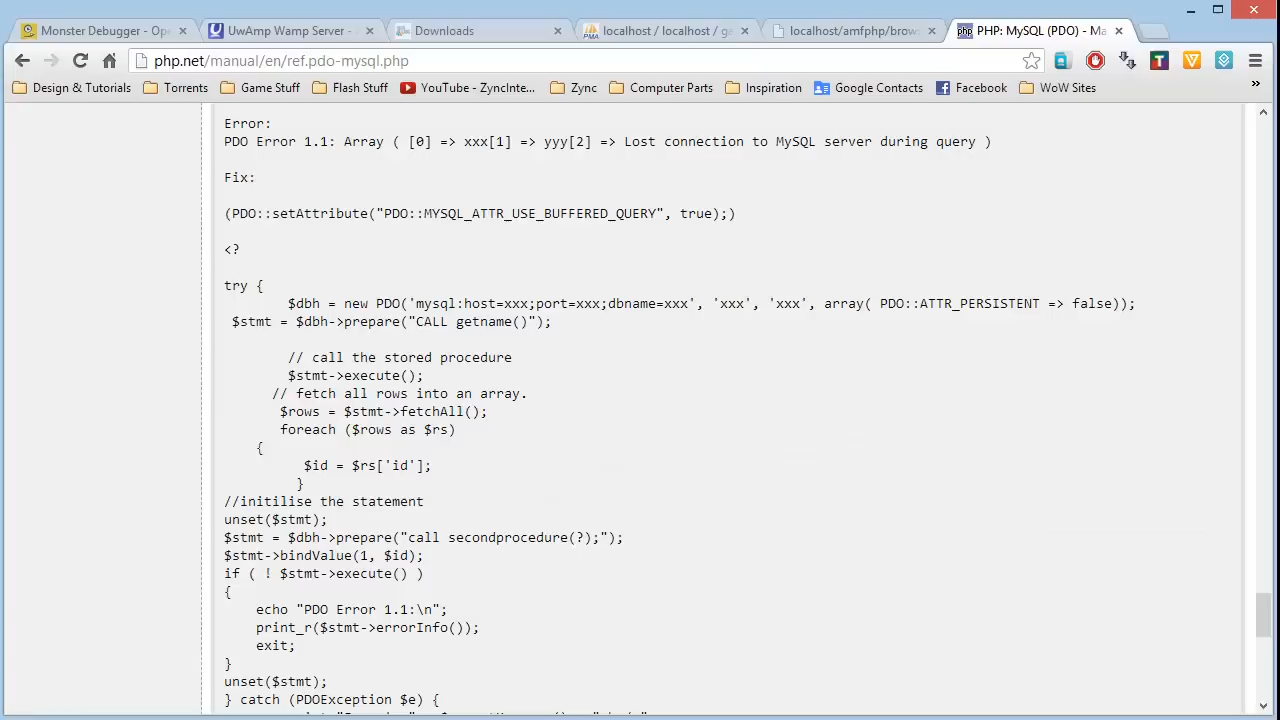 Monster Debugger - Ope
UwAmp Wamp Server -
Downloads
localhost / localhost / ga
localhost/amfphp/brow
PHP: MySQL (PDO) - Ma
php.net/manual/en/ref.pdo-mysql.php
Design & Tutorials
Torrents
Game Stuff
Flash Stuff
YouTube - ZyncInte...
Zync
Computer Parts
Inspiration
Google Contacts
Facebook
WoW Sites
»
Error:
PDO Error 1.1: Array ( [0] => xxx[1] => yyy[2] => Lost connection to MySQL server during query )
Fix:
(PDO::setAttribute("PDO::MYSQL_ATTR_USE_BUFFERED_QUERY", true);)
<?
try {
$dbh = new PDO('mysql:host=xxx;port=xxx;dbname=xxx', 'xxx', 'xxx', array( PDO::ATTR_PERSISTENT => false));
$stmt = $dbh->prepare("CALL getname()");
// call the stored procedure
$stmt->execute();
// fetch all rows into an array.
$rows = $stmt->fetchAll();
foreach ($rows as $rs)
{
$id = $rs['id'];
}
//initilise the statement
unset($stmt);
$stmt = $dbh->prepare("call secondprocedure(?);");
$stmt->bindValue(1, $id);
if ( ! $stmt->execute() )
{
echo "PDO Error 1.1:\n";
print_r($stmt->errorInfo());
exit;
}
unset($stmt);
} catch (PDOException $e) {